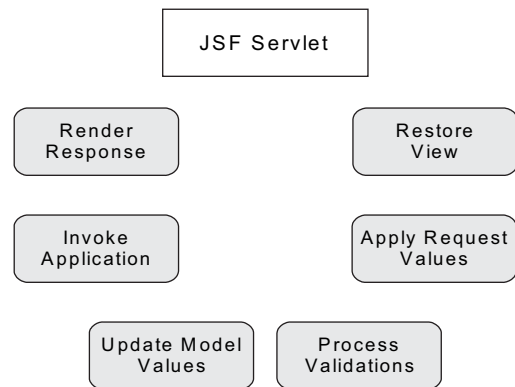 JSF Servlet
Render
Response
Restore
View
Invoke
Application
Apply Request
Values
Update Model
Values
Process
Validations